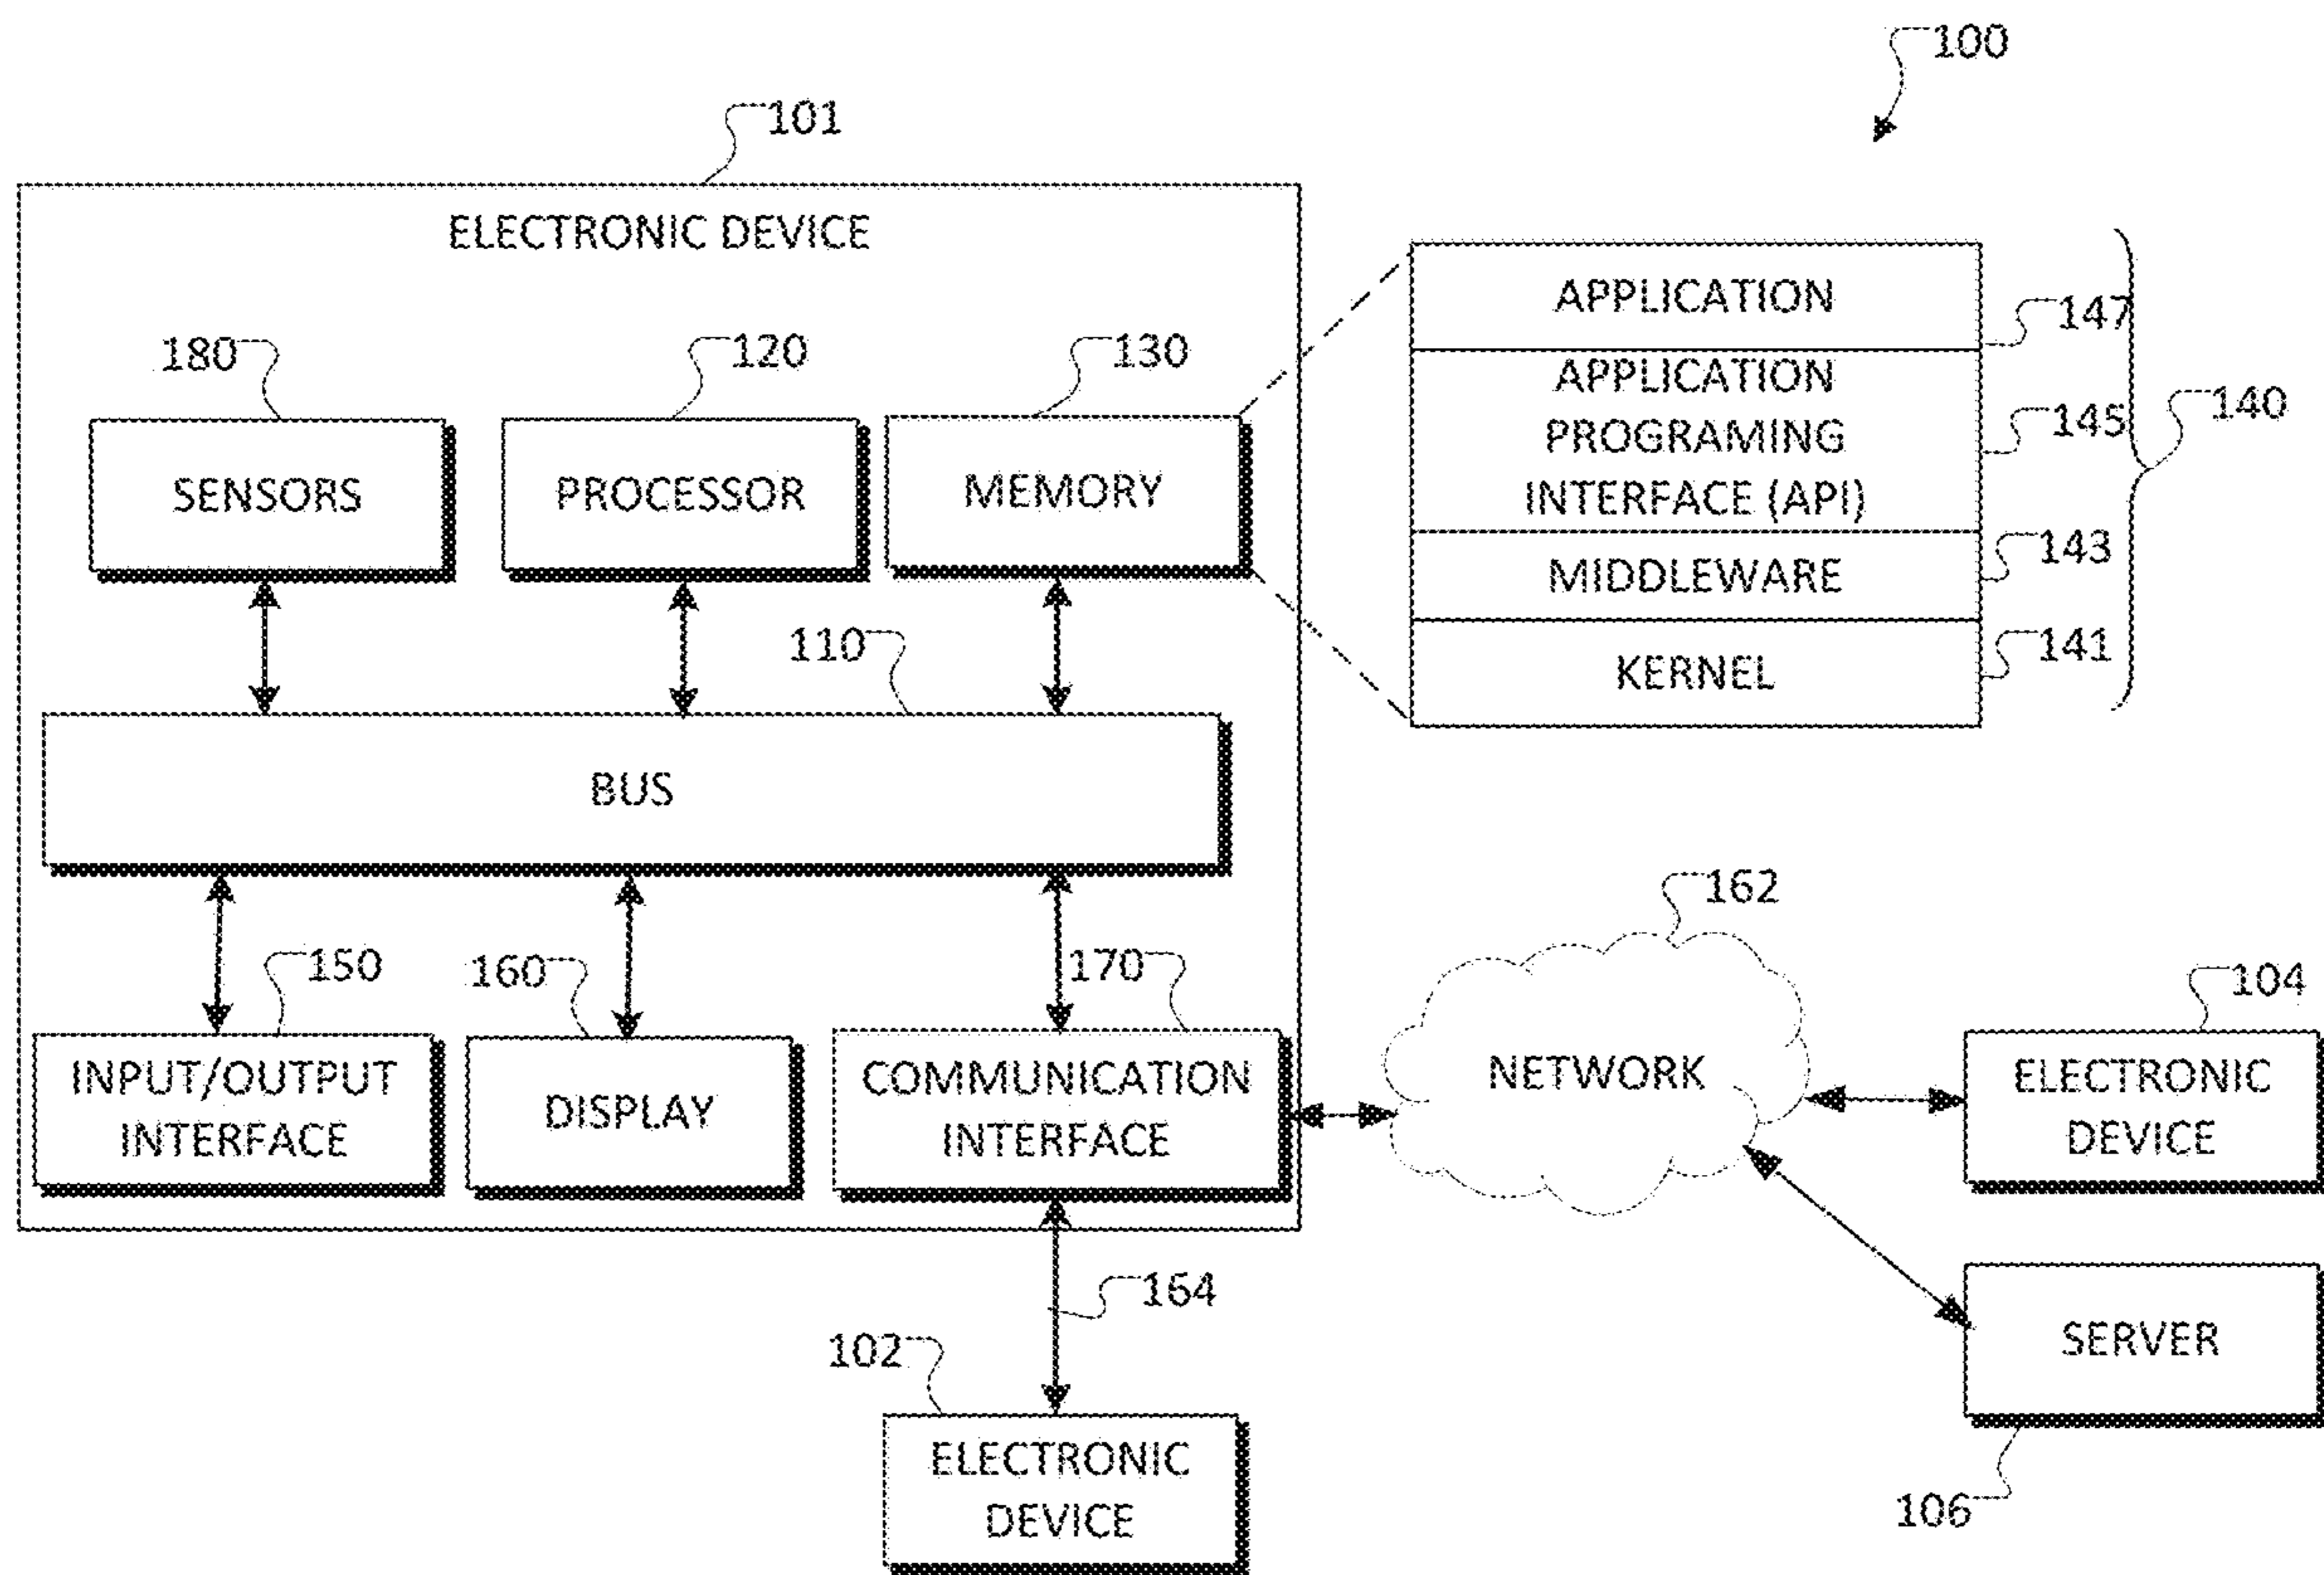 100
101
ELECTRONIC DEVICE
APPLICATION
147
180
120
130
APPLICATION
PROGRAMING
INTERFACE (API)
145
140
SENSORS
PROCESSOR
MEMORY
MIDDLEWARE
143
110
KERNEL
141
BUS
162
150
160
170
104
INPUT/OUTPUT
INTERFACE
DISPLAY
COMMUNICATION
INTERFACE
NETWORK
ELECTRONIC
DEVICE
164
102
SERVER
ELECTRONIC
DEVICE
106